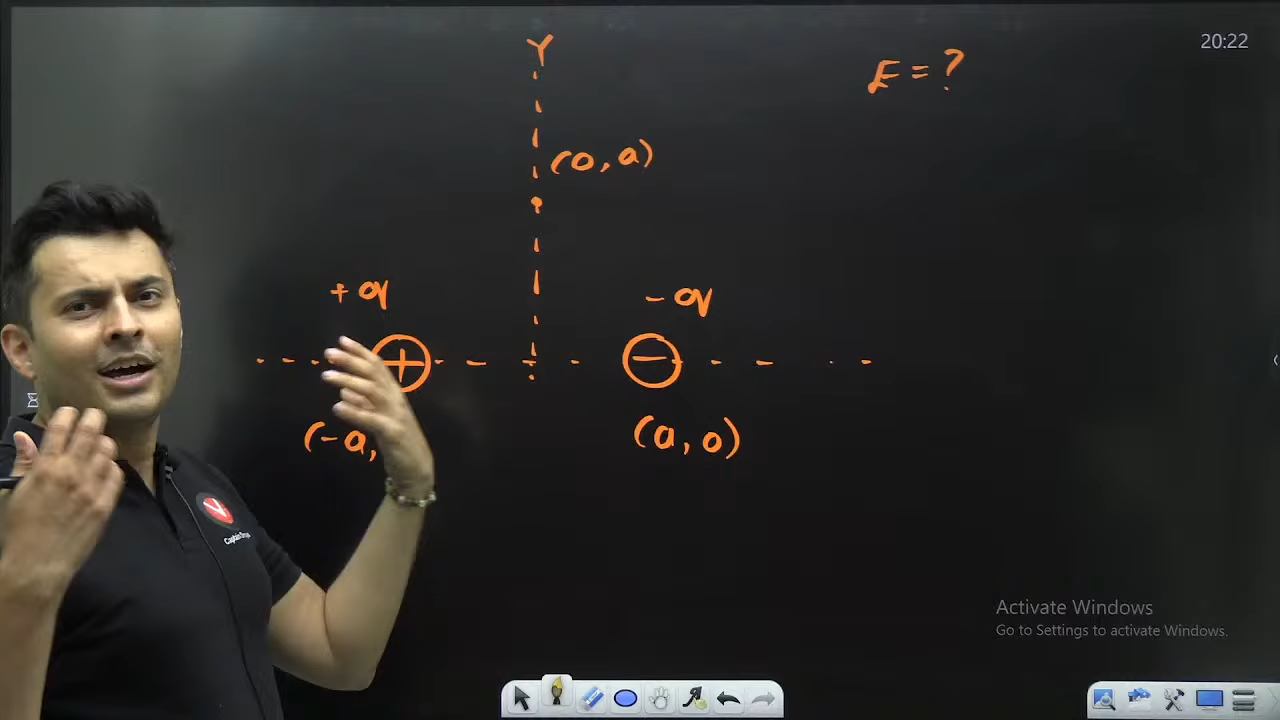 20:22
Y
E = ?
(0, a)
+q
-q
(-a,
(a, 0)
Activate Windows
Go to Settings to activate Windows.